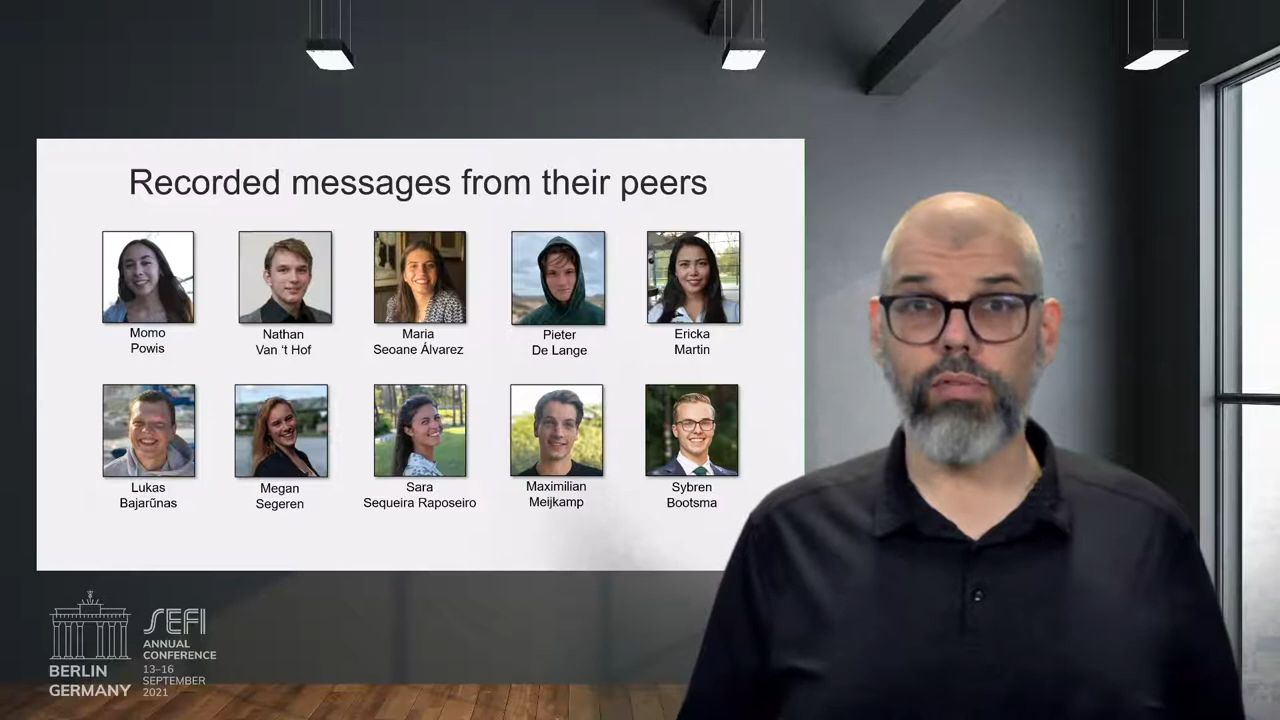 Recorded messages from their peers
Momo
Powis
Nathan
Van ‘t Hof
Maria
Seoane Álvarez
Pieter
De Lange
Ericka
Martin
Lukas
Bajarūnas
Megan
Segeren
Sara
Sequeira Raposeiro
Maximilian
Meijkamp
Sybren
Bootsma
BERLIN
GERMANY
SEFI
ANNUAL
CONFERENCE
13–16
SEPTEMBER
2021